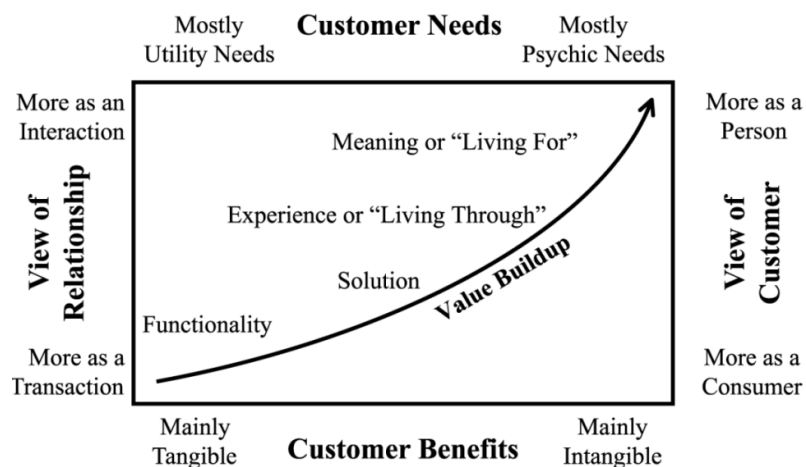 Mostly
Utility Needs
Customer Needs
Mostly
Psychic Needs
More as an
Interaction
View of
Relationship
More as a
Transaction
Meaning or “Living For”
Experience or “Living Through”
Solution
Functionality
Value Buildup
More as a
Person
View of
Customer
More as a
Consumer
Mainly
Tangible
Customer Benefits
Mainly
Intangible